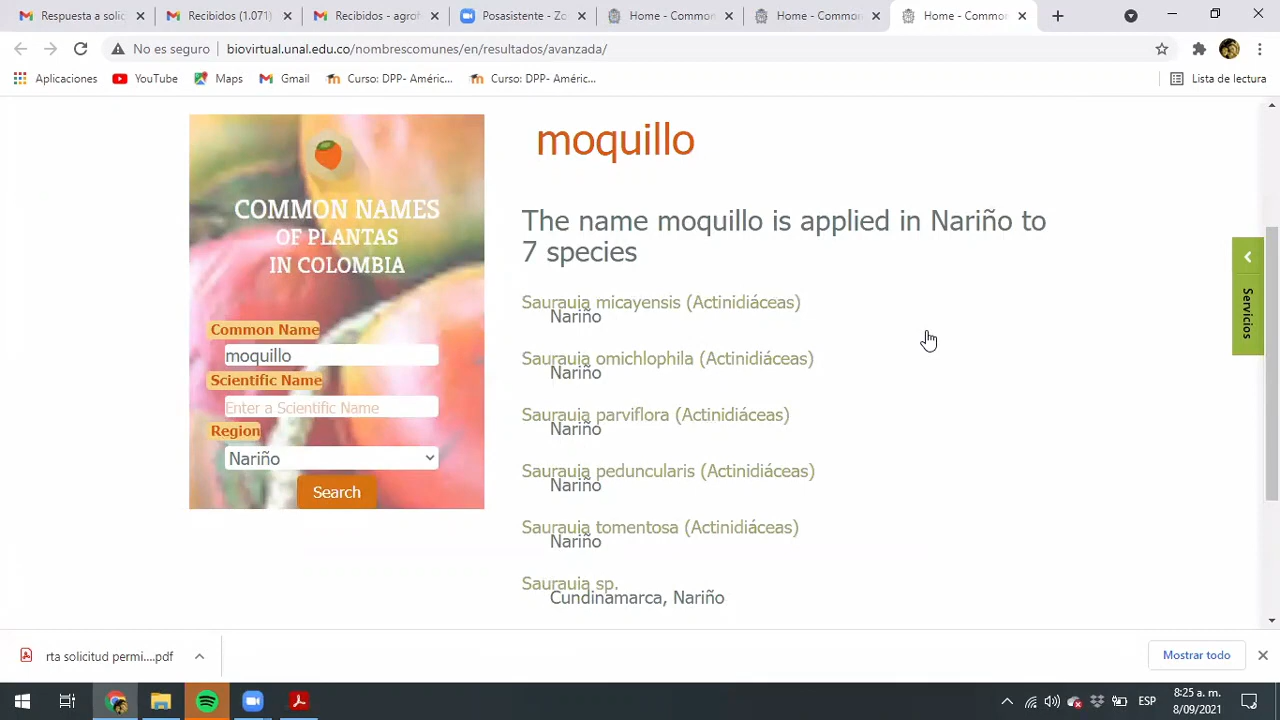 Respuesta a solic
Recibidos (1.071)
Recibidos - agrof
Posasistente - Zo
Home - Common
Home - Common
Home - Common
No es seguro
biovirtual.unal.edu.co/nombrescomunes/en/resultados/avanzada/
Aplicaciones
YouTube
Maps
Gmail
Curso: DPP- Améric...
Curso: DPP- Améric...
Lista de lectura
COMMON NAMES
OF PLANTAS
IN COLOMBIA
Common Name
moquillo
Scientific Name
Enter a Scientific Name
Region
Nariño
Search
moquillo
The name moquillo is applied in Nariño to
7 species
Saurauia micayensis (Actinidiáceas)
Nariño
Saurauia omichlophila (Actinidiáceas)
Nariño
Saurauia parviflora (Actinidiáceas)
Nariño
Saurauia peduncularis (Actinidiáceas)
Nariño
Saurauia tomentosa (Actinidiáceas)
Nariño
Saurauia sp.
Cundinamarca, Nariño
Servicios
rta solicitud permi....pdf
Mostrar todo
ESP
8:25 a. m.
8/09/2021